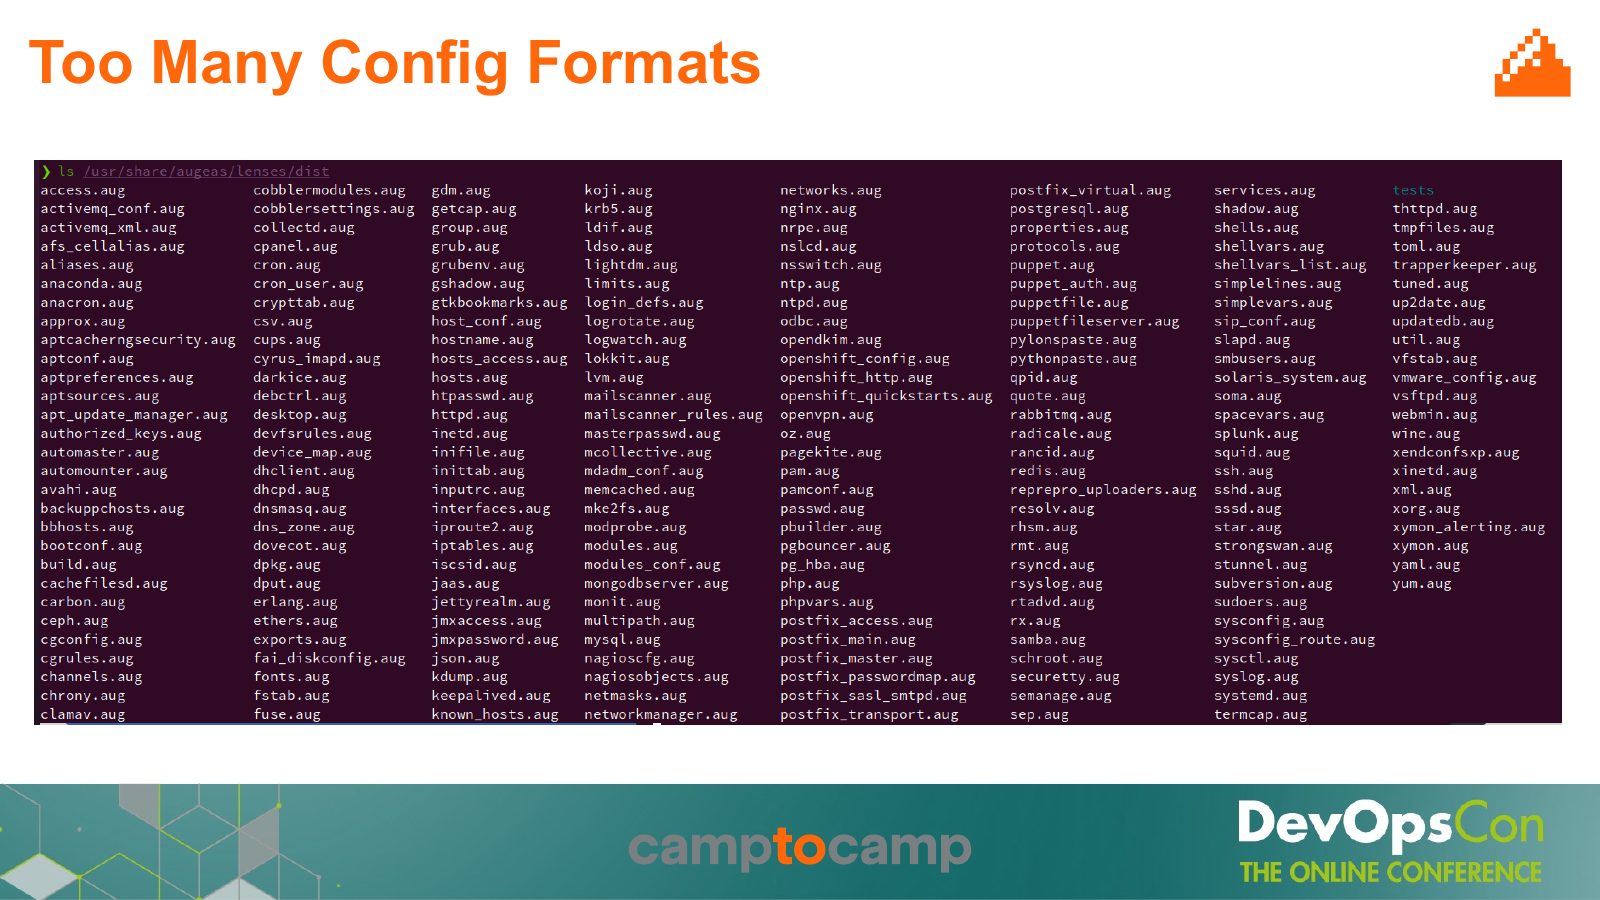 Too Many Config Formats
❯ ls /usr/share/augeas/lenses/dist
access.aug cobblermodules.aug gdm.aug koji.aug networks.aug postfix_virtual.aug services.aug tests
activemq_conf.aug cobblersettings.aug getcap.aug krb5.aug nginx.aug postgresql.aug shadow.aug thttpd.aug
activemq_xml.aug collectd.aug group.aug ldif.aug nrpe.aug properties.aug shells.aug tmpfiles.aug
afs_cellalias.aug cpanel.aug grub.aug ldso.aug nslcd.aug protocols.aug shellvars.aug toml.aug
aliases.aug cron.aug grubenv.aug lightdm.aug nsswitch.aug puppet.aug shellvars_list.aug trapperkeeper.aug
anaconda.aug cron_user.aug gshadow.aug limits.aug ntp.aug puppet_auth.aug simplelines.aug tuned.aug
anacron.aug crypttab.aug gtkbookmarks.aug login_defs.aug ntpd.aug puppetfile.aug simplevars.aug up2date.aug
approx.aug csv.aug host_conf.aug logrotate.aug odbc.aug puppetfileserver.aug sip_conf.aug updatedb.aug
aptcacherngsecurity.aug cups.aug hostname.aug logwatch.aug opendkim.aug pylonspaste.aug slapd.aug util.aug
aptconf.aug cyrus_imapd.aug hosts_access.aug lokkit.aug openshift_config.aug pythonpaste.aug smbusers.aug vfstab.aug
aptpreferences.aug darkice.aug hosts.aug lvm.aug openshift_http.aug qpid.aug solaris_system.aug vmware_config.aug
aptsources.aug debctrl.aug htpasswd.aug mailscanner.aug openshift_quickstarts.aug quote.aug soma.aug vsftpd.aug
apt_update_manager.aug desktop.aug httpd.aug mailscanner_rules.aug openvpn.aug rabbitmq.aug spacevars.aug webmin.aug
authorized_keys.aug devfsrules.aug inetd.aug masterpasswd.aug oz.aug radicale.aug splunk.aug wine.aug
automaster.aug device_map.aug inifile.aug mcollective.aug pagekite.aug rancid.aug squid.aug xendconfsxp.aug
automounter.aug dhclient.aug inittab.aug mdadm_conf.aug pam.aug redis.aug ssh.aug xinetd.aug
avahi.aug dhcpd.aug inputrc.aug memcached.aug pamconf.aug reprepro_uploaders.aug sshd.aug xml.aug
backuppchosts.aug dnsmasq.aug interfaces.aug mke2fs.aug passwd.aug resolv.aug sssd.aug xorg.aug
bbhosts.aug dns_zone.aug iproute2.aug modprobe.aug pbuilder.aug rhsm.aug star.aug xymon_alerting.aug
bootconf.aug dovecot.aug iptables.aug modules.aug pgbouncer.aug rmt.aug strongswan.aug xymon.aug
build.aug dpkg.aug iscsid.aug modules_conf.aug pg_hba.aug rsyncd.aug stunnel.aug yaml.aug
cachefilesd.aug dput.aug jaas.aug mongodbserver.aug php.aug rsyslog.aug subversion.aug yum.aug
carbon.aug erlang.aug jettyrealm.aug monit.aug phpvars.aug rtadvd.aug sudoers.aug
ceph.aug ethers.aug jmxaccess.aug multipath.aug postfix_access.aug rx.aug sysconfig.aug
cgconfig.aug exports.aug jmxpassword.aug mysql.aug postfix_main.aug samba.aug sysconfig_route.aug
cgrules.aug fai_diskconfig.aug json.aug nagioscfg.aug postfix_master.aug schroot.aug sysctl.aug
channels.aug fonts.aug kdump.aug nagiosobjects.aug postfix_passwordmap.aug securetty.aug syslog.aug
chrony.aug fstab.aug keepalived.aug netmasks.aug postfix_sasl_smtpd.aug semanage.aug systemd.aug
clamav.aug fuse.aug known_hosts.aug networkmanager.aug postfix_transport.aug sep.aug termcap.aug
camptocamp
DevOpsCon
THE ONLINE CONFERENCE